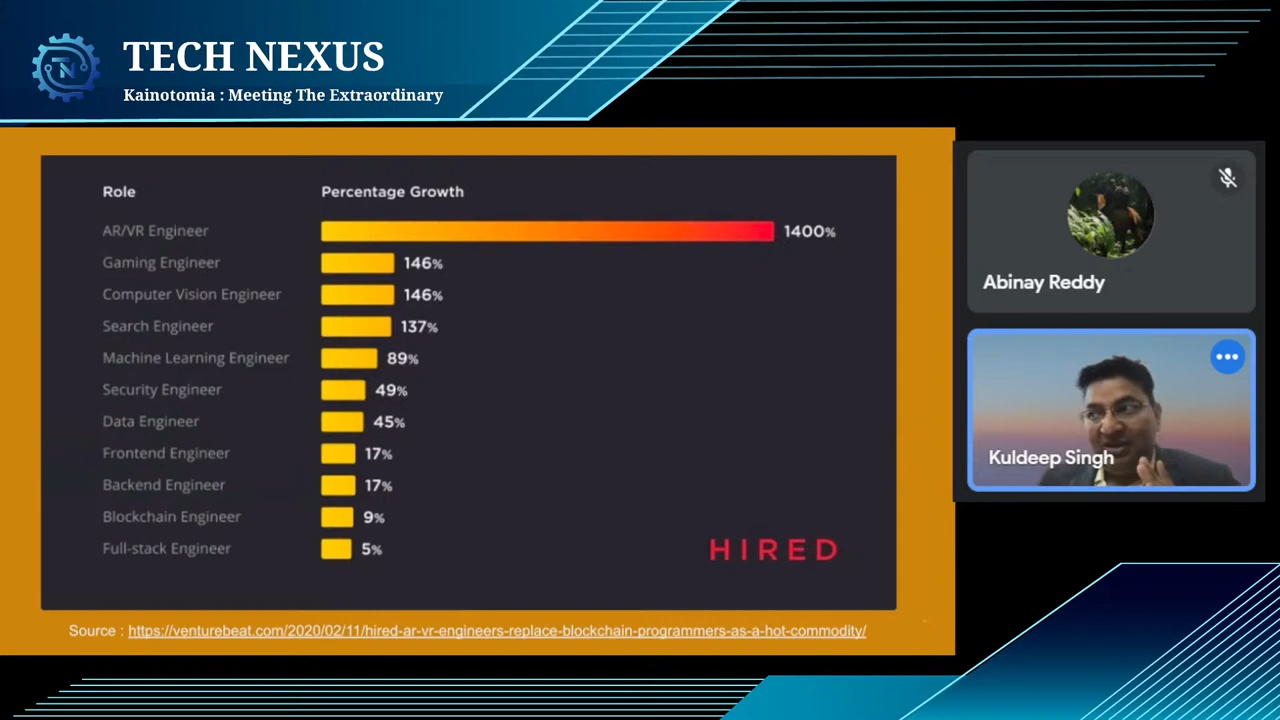 TN
TECH NEXUS
Kainotomia : Meeting The Extraordinary
Role Percentage Growth
AR/VR Engineer 1400%
Gaming Engineer 146%
Computer Vision Engineer 146%
Search Engineer 137%
Machine Learning Engineer 89%
Security Engineer 49%
Data Engineer 45%
Frontend Engineer 17%
Backend Engineer 17%
Blockchain Engineer 9%
Full-stack Engineer 5%
HIRED
Source : https://venturebeat.com/2020/02/11/hired-ar-vr-engineers-replace-blockchain-programmers-as-a-hot-commodity/
Abinay Reddy
Kuldeep Singh